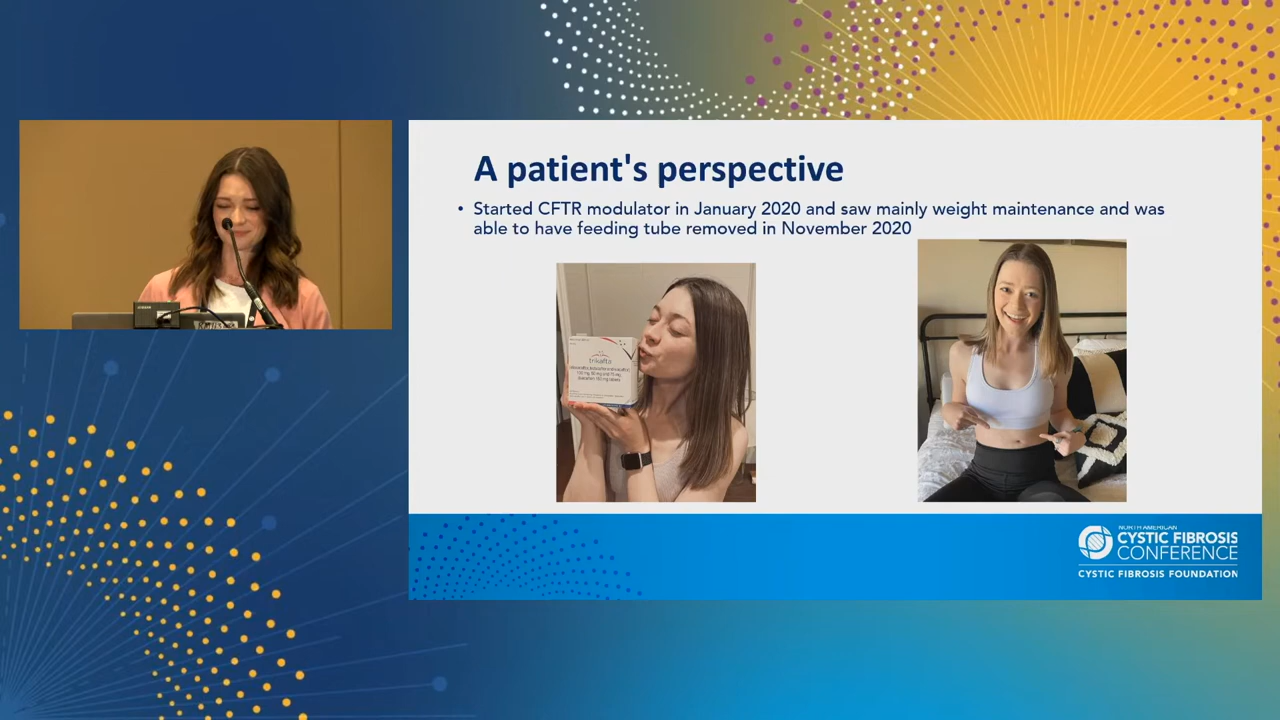 A patient's perspective
• Started CFTR modulator in January 2020 and saw mainly weight maintenance and was
able to have feeding tube removed in November 2020
trikafta
NORTH AMERICAN
CYSTIC FIBROSIS
CONFERENCE
CYSTIC FIBROSIS FOUNDATION